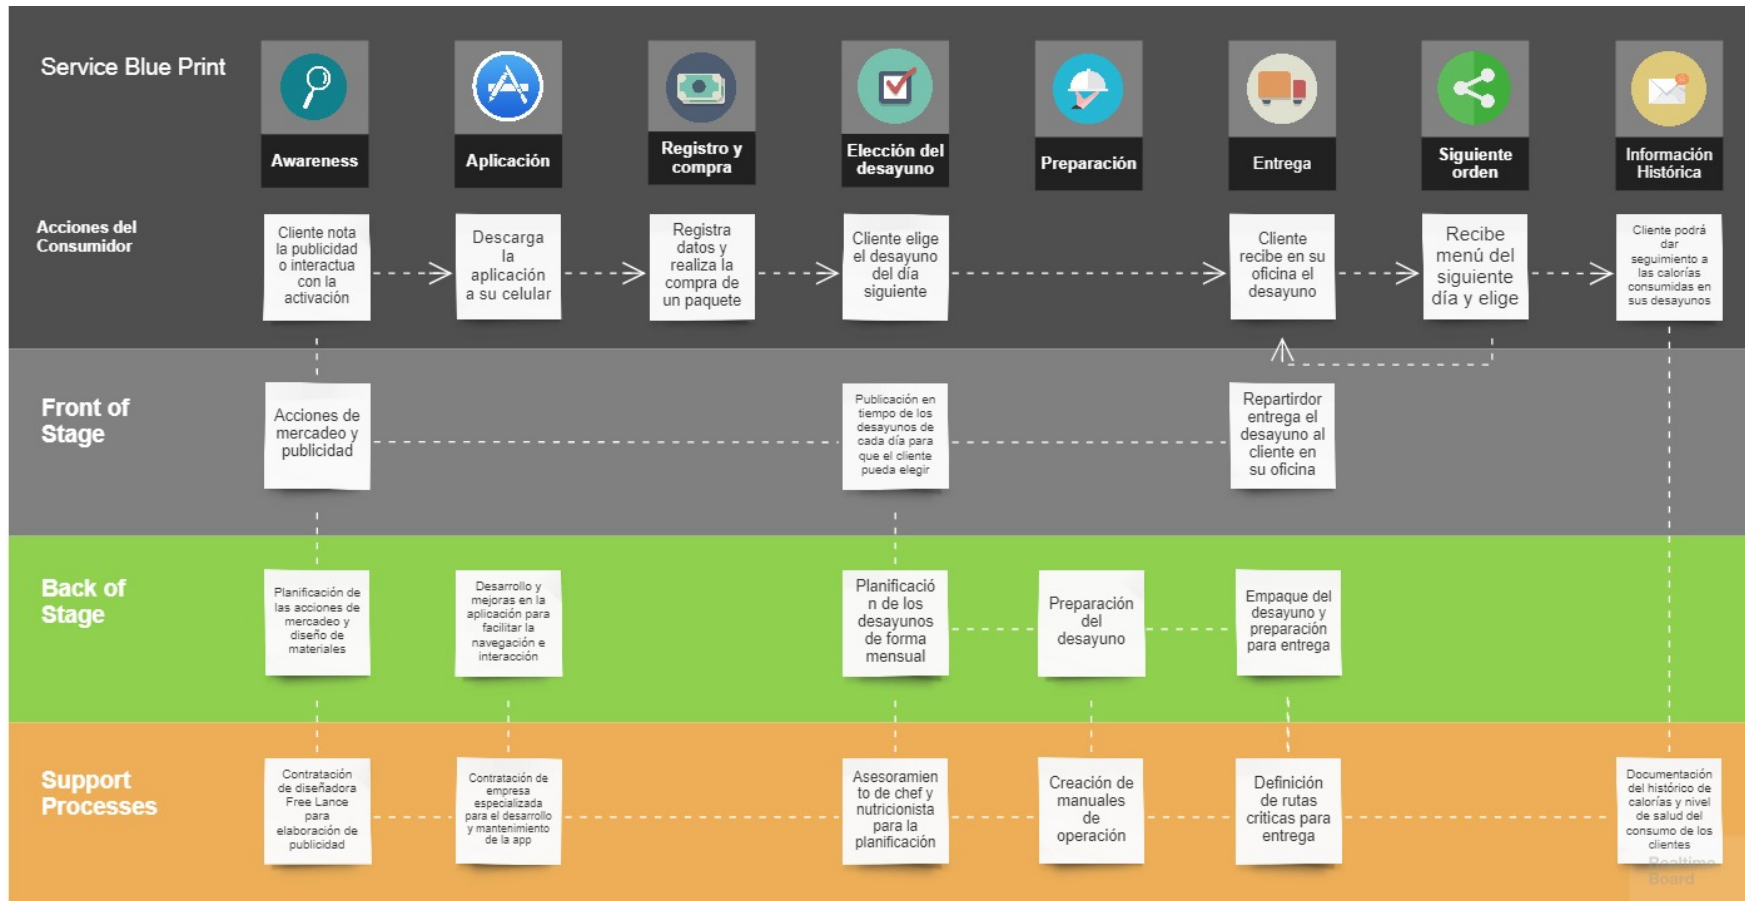 Service Blue Print
Awareness
Aplicación
Registro y
compra
Elección del
desayuno
Preparación
Entrega
Siguiente
orden
Información
Histórica
Acciones del
Consumidor
Cliente nota
la publicidad
o interactua
con la
activación
Descarga
la
aplicación
a su celular
Registra
datos y
realiza la
compra de
un paquete
Cliente elige
el desayuno
del día
siguiente
Cliente
recibe en su
oficina el
desayuno
Recibe
menú del
siguiente
día y elige
Cliente podrá
dar
seguimiento a
las calorías
consumidas en
sus desayunos
Front of
Stage
Acciones de
mercadeo y
publicidad
Publicación en
tiempo de los
desayunos de
cada día para
que el cliente
pueda elegir
Repartirdor
entrega el
desayuno al
cliente en
su oficina
Back of
Stage
Planificación de
las acciones de
mercadeo y
diseño de
materiales
Desarrollo y
mejoras en la
aplicación para
facilitar la
navegación e
interacción
Planificació
n de los
desayunos
de forma
mensual
Preparación
del
desayuno
Empaque del
desayuno y
preparación
para entrega
Support
Processes
Contratación
de diseñadora
Free Lance
para
elaboración de
publicidad
Contratación de
empresa
especializada
para el desarrollo
y mantenimiento
de la app
Asesoramien
to de chef y
nutricionista
para la
planificación
Creación de
manuales
de
operación
Definición
de rutas
criticas para
entrega
Documentación
del histórico de
calorías y nivel
de salud del
consumo de los
clientes
Realtime
Board